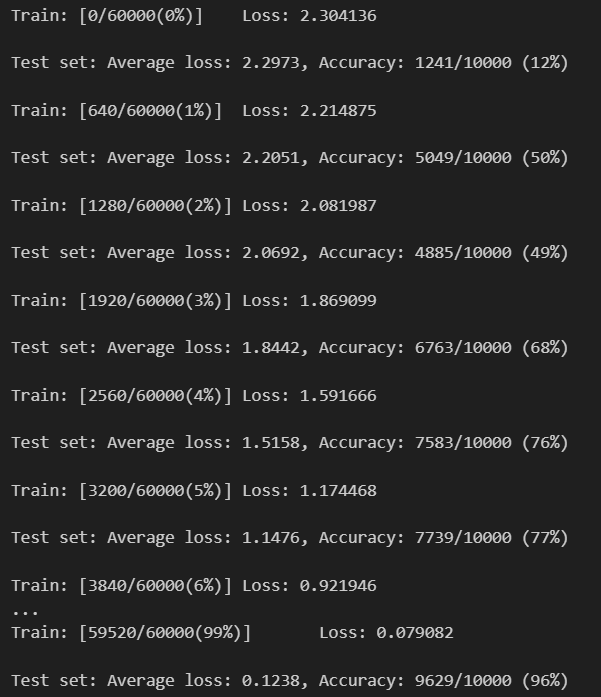 Train: [0/60000(0%)]    Loss: 2.304136
Test set: Average loss: 2.2973, Accuracy: 1241/10000 (12%)
Train: [640/60000(1%)]  Loss: 2.214875
Test set: Average loss: 2.2051, Accuracy: 5049/10000 (50%)
Train: [1280/60000(2%)] Loss: 2.081987
Test set: Average loss: 2.0692, Accuracy: 4885/10000 (49%)
Train: [1920/60000(3%)] Loss: 1.869099
Test set: Average loss: 1.8442, Accuracy: 6763/10000 (68%)
Train: [2560/60000(4%)] Loss: 1.591666
Test set: Average loss: 1.5158, Accuracy: 7583/10000 (76%)
Train: [3200/60000(5%)] Loss: 1.174468
Test set: Average loss: 1.1476, Accuracy: 7739/10000 (77%)
Train: [3840/60000(6%)] Loss: 0.921946
...
Train: [59520/60000(99%)]       Loss: 0.079082
Test set: Average loss: 0.1238, Accuracy: 9629/10000 (96%)